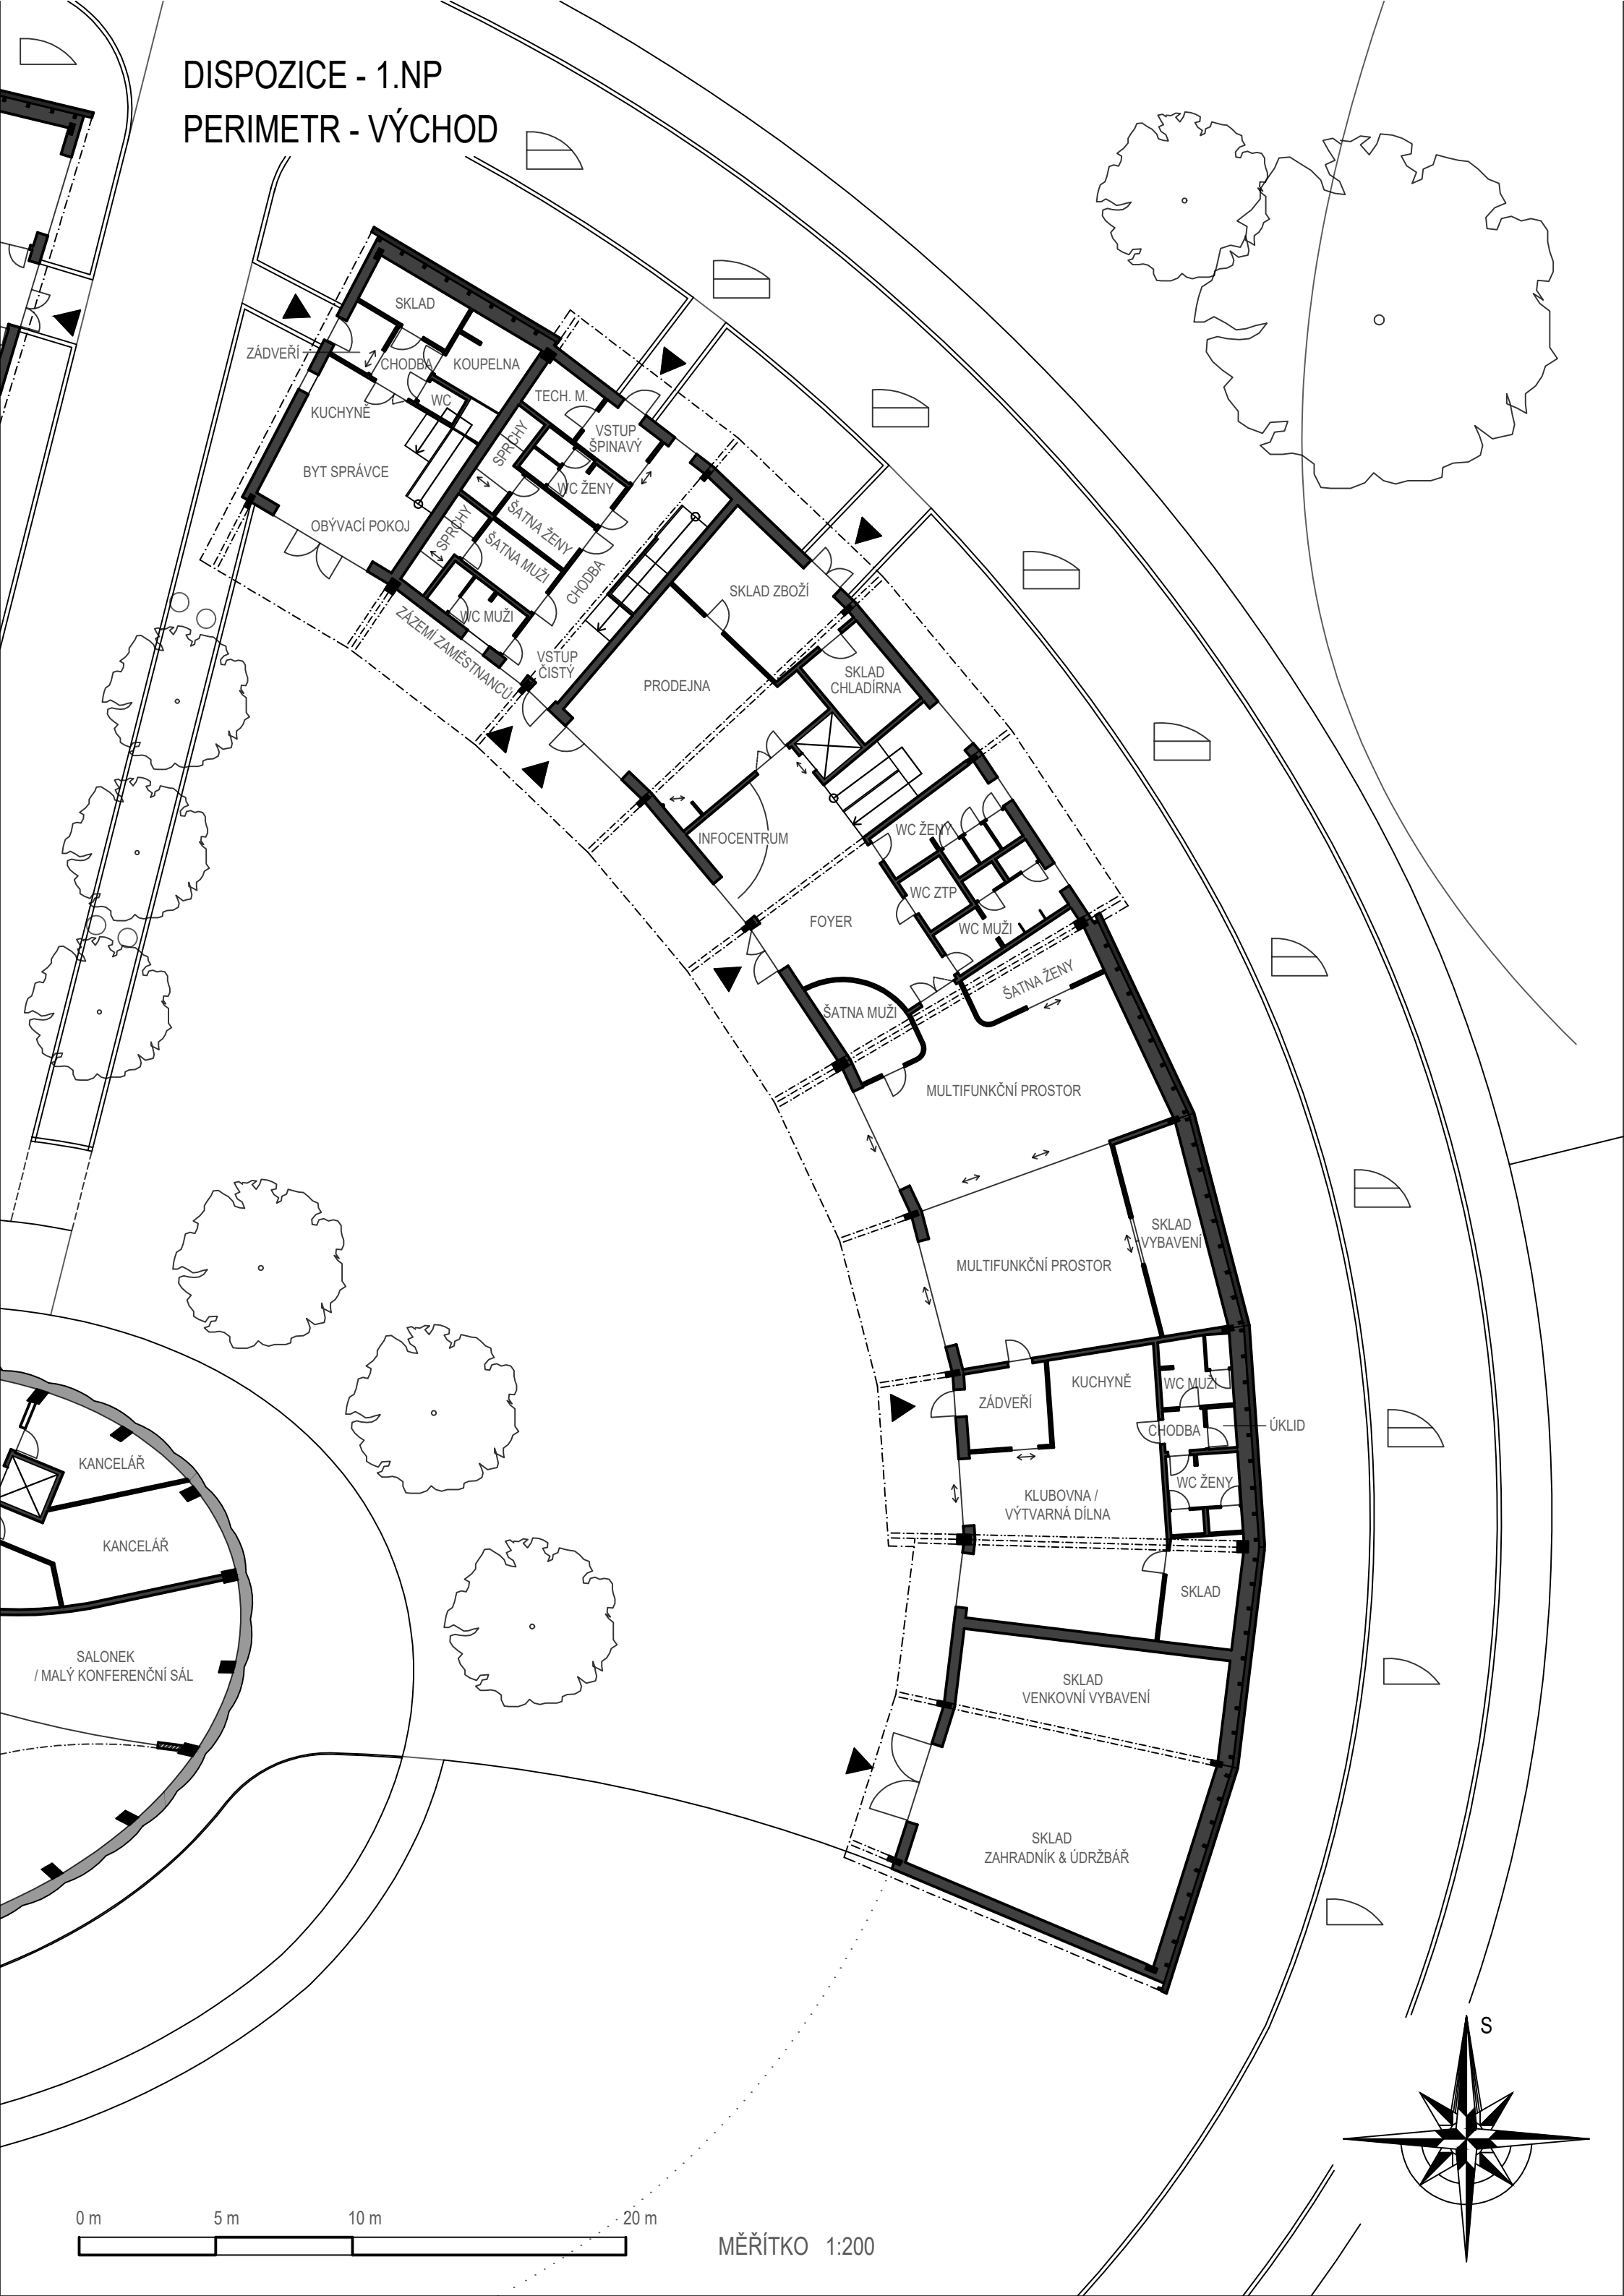 DISPOZICE - 1.NP
PERIMETR - VÝCHOD
SKLAD
ZÁDVEŘÍ
CHODBA
KOUPELNA
WC
KUCHYNĚ
BYT SPRÁVCE
OBÝVACÍ POKOJ
TECH. M.
VSTUP
ŠPINAVÝ
SPRCHY
WC ŽENY
ŠATNA ŽENY
SPRCHY
ŠATNA MUŽI
CHODBA
WC MUŽI
ZÁZEMÍ ZAMĚSTNANCŮ
VSTUP
ČISTÝ
SKLAD ZBOŽÍ
PRODEJNA
SKLAD
CHLADÍRNA
INFOCENTRUM
WC ŽENY
WC ZTP
FOYER
WC MUŽI
ŠATNA ŽENY
ŠATNA MUŽI
MULTIFUNKČNÍ PROSTOR
SKLAD
VYBAVENÍ
MULTIFUNKČNÍ PROSTOR
KUCHYNĚ
WC MUŽI
ZÁDVEŘÍ
CHODBA
ÚKLID
WC ŽENY
KLUBOVNA /
VÝTVARNÁ DÍLNA
SKLAD
KANCELÁŘ
KANCELÁŘ
SALONEK
/ MALÝ KONFERENČNÍ SÁL
SKLAD
VENKOVNÍ VYBAVENÍ
SKLAD
ZAHRADNÍK & ÚDRŽBÁŘ
S
0 m
5 m
10 m
20 m
MĚŘÍTKO 1:200